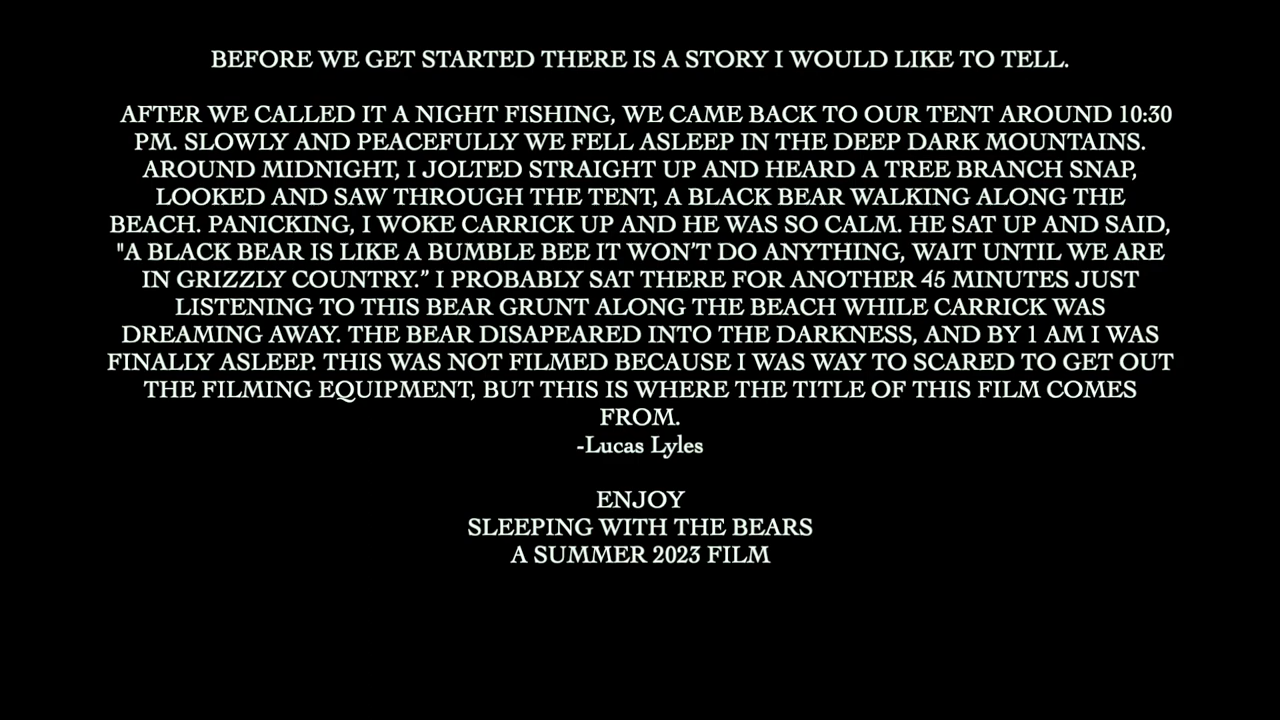 BEFORE WE GET STARTED THERE IS A STORY I WOULD LIKE TO TELL.
AFTER WE CALLED IT A NIGHT FISHING, WE CAME BACK TO OUR TENT AROUND 10:30
PM. SLOWLY AND PEACEFULLY WE FELL ASLEEP IN THE DEEP DARK MOUNTAINS.
AROUND MIDNIGHT, I JOLTED STRAIGHT UP AND HEARD A TREE BRANCH SNAP,
LOOKED AND SAW THROUGH THE TENT, A BLACK BEAR WALKING ALONG THE
BEACH. PANICKING, I WOKE CARRICK UP AND HE WAS SO CALM. HE SAT UP AND SAID,
"A BLACK BEAR IS LIKE A BUMBLE BEE IT WON’T DO ANYTHING, WAIT UNTIL WE ARE
IN GRIZZLY COUNTRY.” I PROBABLY SAT THERE FOR ANOTHER 45 MINUTES JUST
LISTENING TO THIS BEAR GRUNT ALONG THE BEACH WHILE CARRICK WAS
DREAMING AWAY. THE BEAR DISAPEARED INTO THE DARKNESS, AND BY 1 AM I WAS
FINALLY ASLEEP. THIS WAS NOT FILMED BECAUSE I WAS WAY TO SCARED TO GET OUT
THE FILMING EQUIPMENT, BUT THIS IS WHERE THE TITLE OF THIS FILM COMES
FROM.
-Lucas Lyles
ENJOY
SLEEPING WITH THE BEARS
A SUMMER 2023 FILM